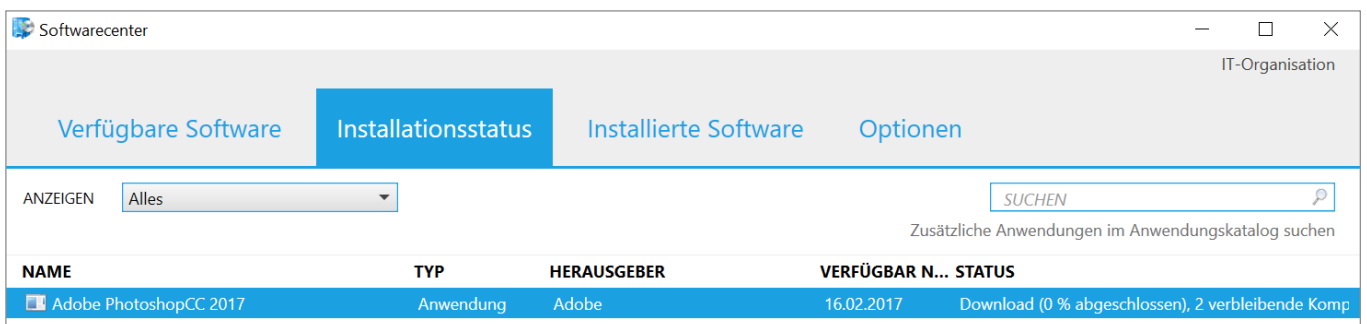 Softwarecenter
IT-Organisation
Verfügbare Software Installationsstatus Installierte Software Optionen
ANZEIGEN Alles SUCHEN
Zusätzliche Anwendungen im Anwendungskatalog suchen
NAME TYP HERAUSGEBER VERFÜGBAR N... STATUS
Adobe PhotoshopCC 2017 Anwendung Adobe 16.02.2017 Download (0 % abgeschlossen), 2 verbleibende Komp